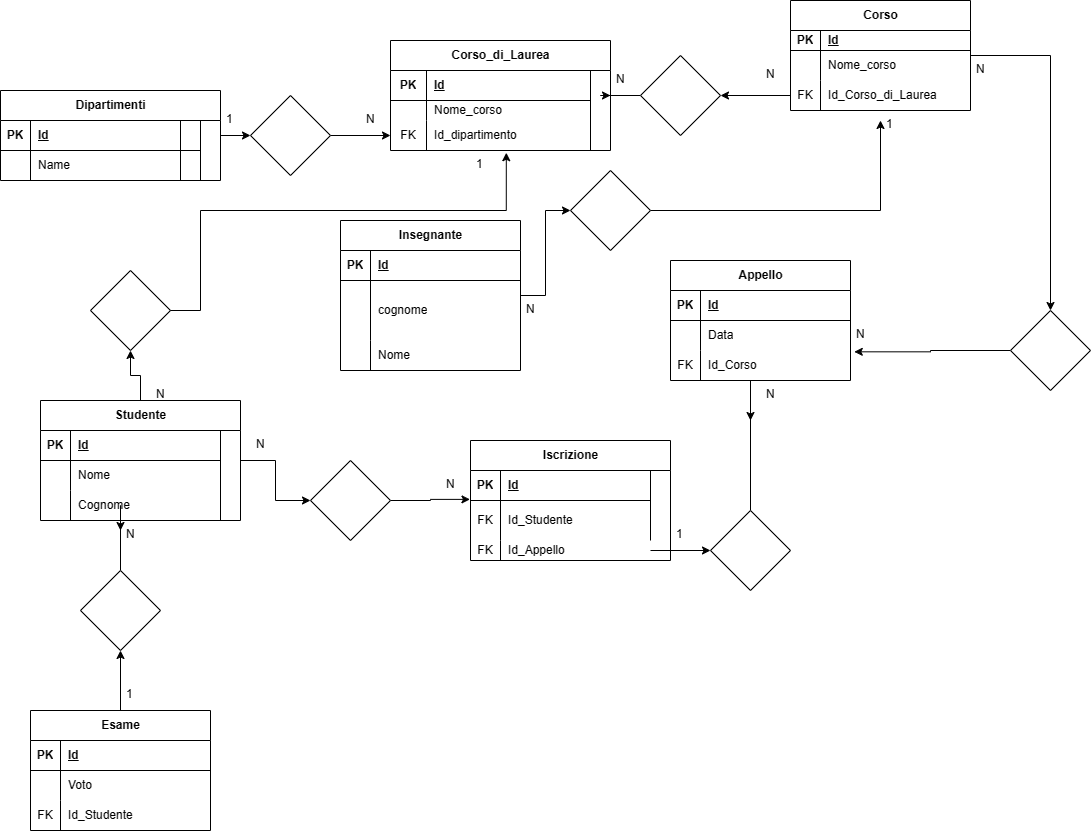 Corso
PK Id
Nome_corso
FK Id_Corso_di_Laurea
N
N
N
Corso_di_Laurea
PK Id
Nome_corso
FK Id_dipartimento
Dipartimenti
PK Id
Name
1
N
1
1
Insegnante
PK Id
cognome
Nome
N
Appello
PK Id
Data
FK Id_Corso
N
N
N
Studente
PK Id
Nome
Cognome
N
N
Iscrizione
PK Id
FK Id_Studente
FK Id_Appello
N
1
1
Esame
PK Id
Voto
FK Id_Studente